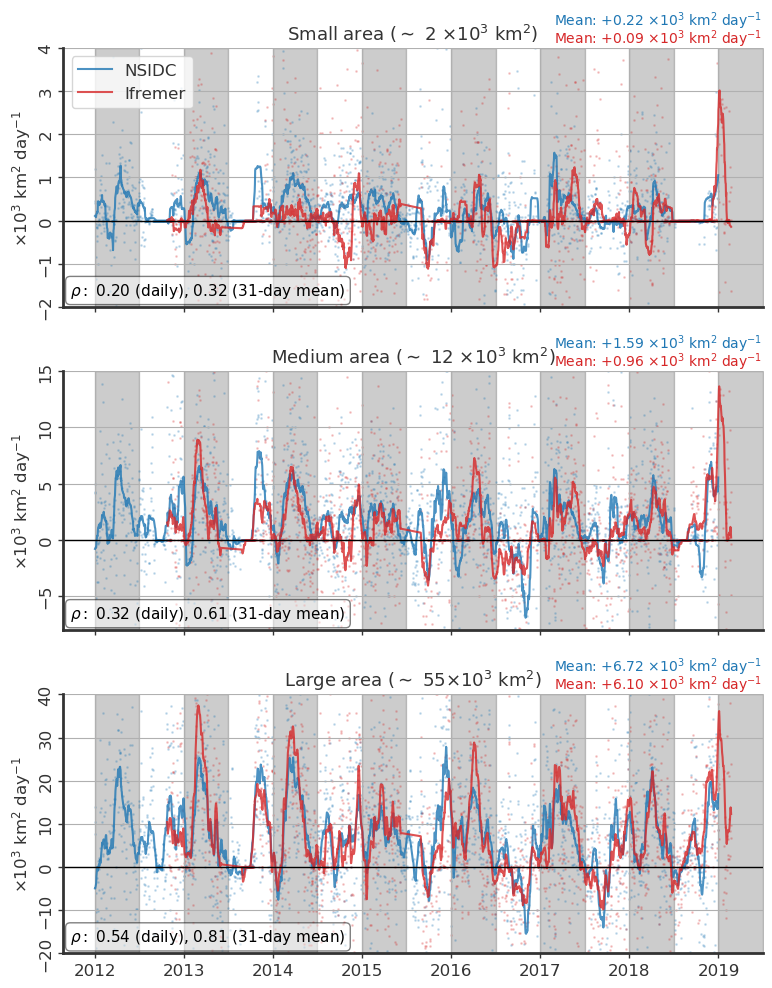 Small area (~ 2 ×10³ km²)
Mean: +0.22 ×10³ km² day⁻¹
Mean: +0.09 ×10³ km² day⁻¹
NSIDC
Ifremer
4
3
2
1
0
−1
−2
×10³ km² day⁻¹
ρ: 0.20 (daily), 0.32 (31-day mean)
Medium area (~ 12 ×10³ km²)
Mean: +1.59 ×10³ km² day⁻¹
Mean: +0.96 ×10³ km² day⁻¹
15
10
5
0
−5
×10³ km² day⁻¹
ρ: 0.32 (daily), 0.61 (31-day mean)
Large area (~ 55×10³ km²)
Mean: +6.72 ×10³ km² day⁻¹
Mean: +6.10 ×10³ km² day⁻¹
40
30
20
10
0
−10
−20
×10³ km² day⁻¹
ρ: 0.54 (daily), 0.81 (31-day mean)
2012 2013 2014 2015 2016 2017 2018 2019